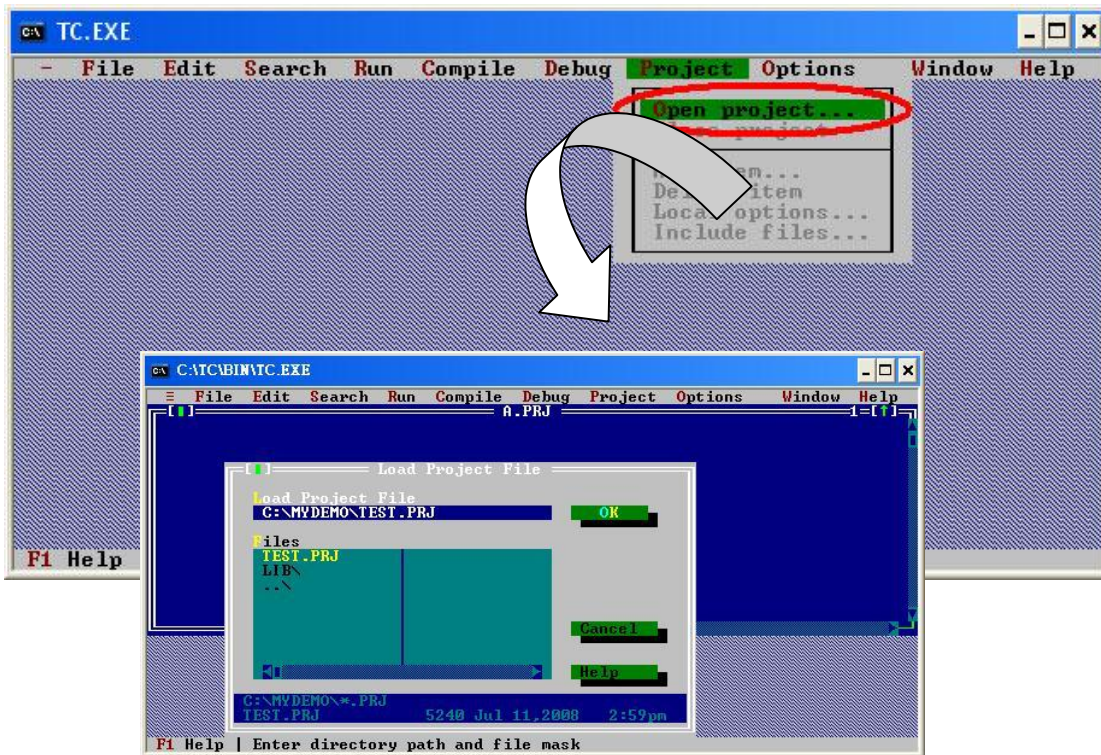 TC.EXE
File Edit Search Run Compile Debug Project Options Window Help
Open project...
project
Item
Local options...
Include files...
F1 Help
C:\TC\BIN\TC.EXE
≡ File Edit Search Run Compile Debug Project Options Window Help
A.PRJ 1=[↑]
Load Project File
Load Project File
C:\MYDEMO\TEST.PRJ
OK
Files
TEST.PRJ
LIB\
..\
Cancel
Help
C:\MYDEMO\*.PRJ
TEST.PRJ 5240 Jul 11,2008 2:59pm
F1 Help | Enter directory path and file mask